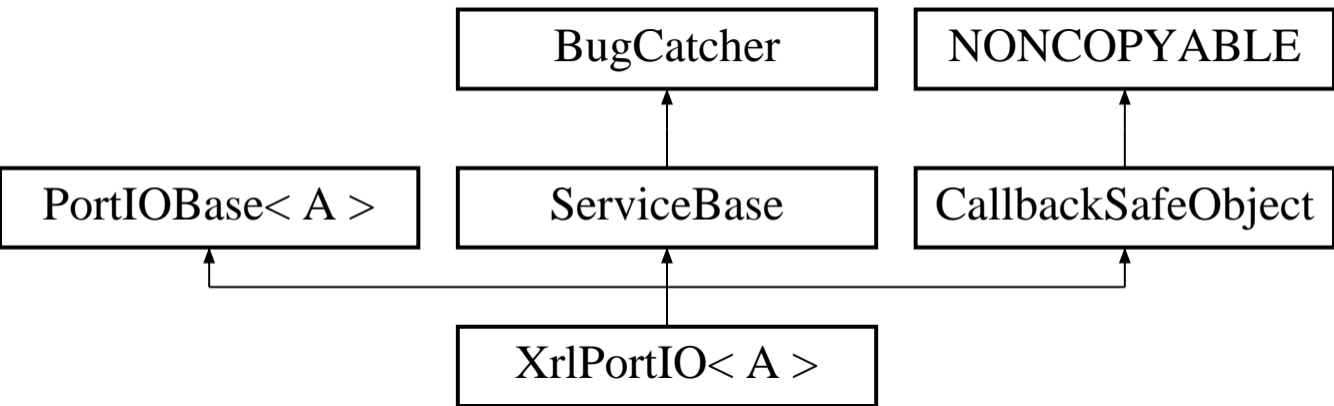 BugCatcher
NONCOPYABLE
PortIOBase< A >
ServiceBase
CallbackSafeObject
XrlPortIO< A >